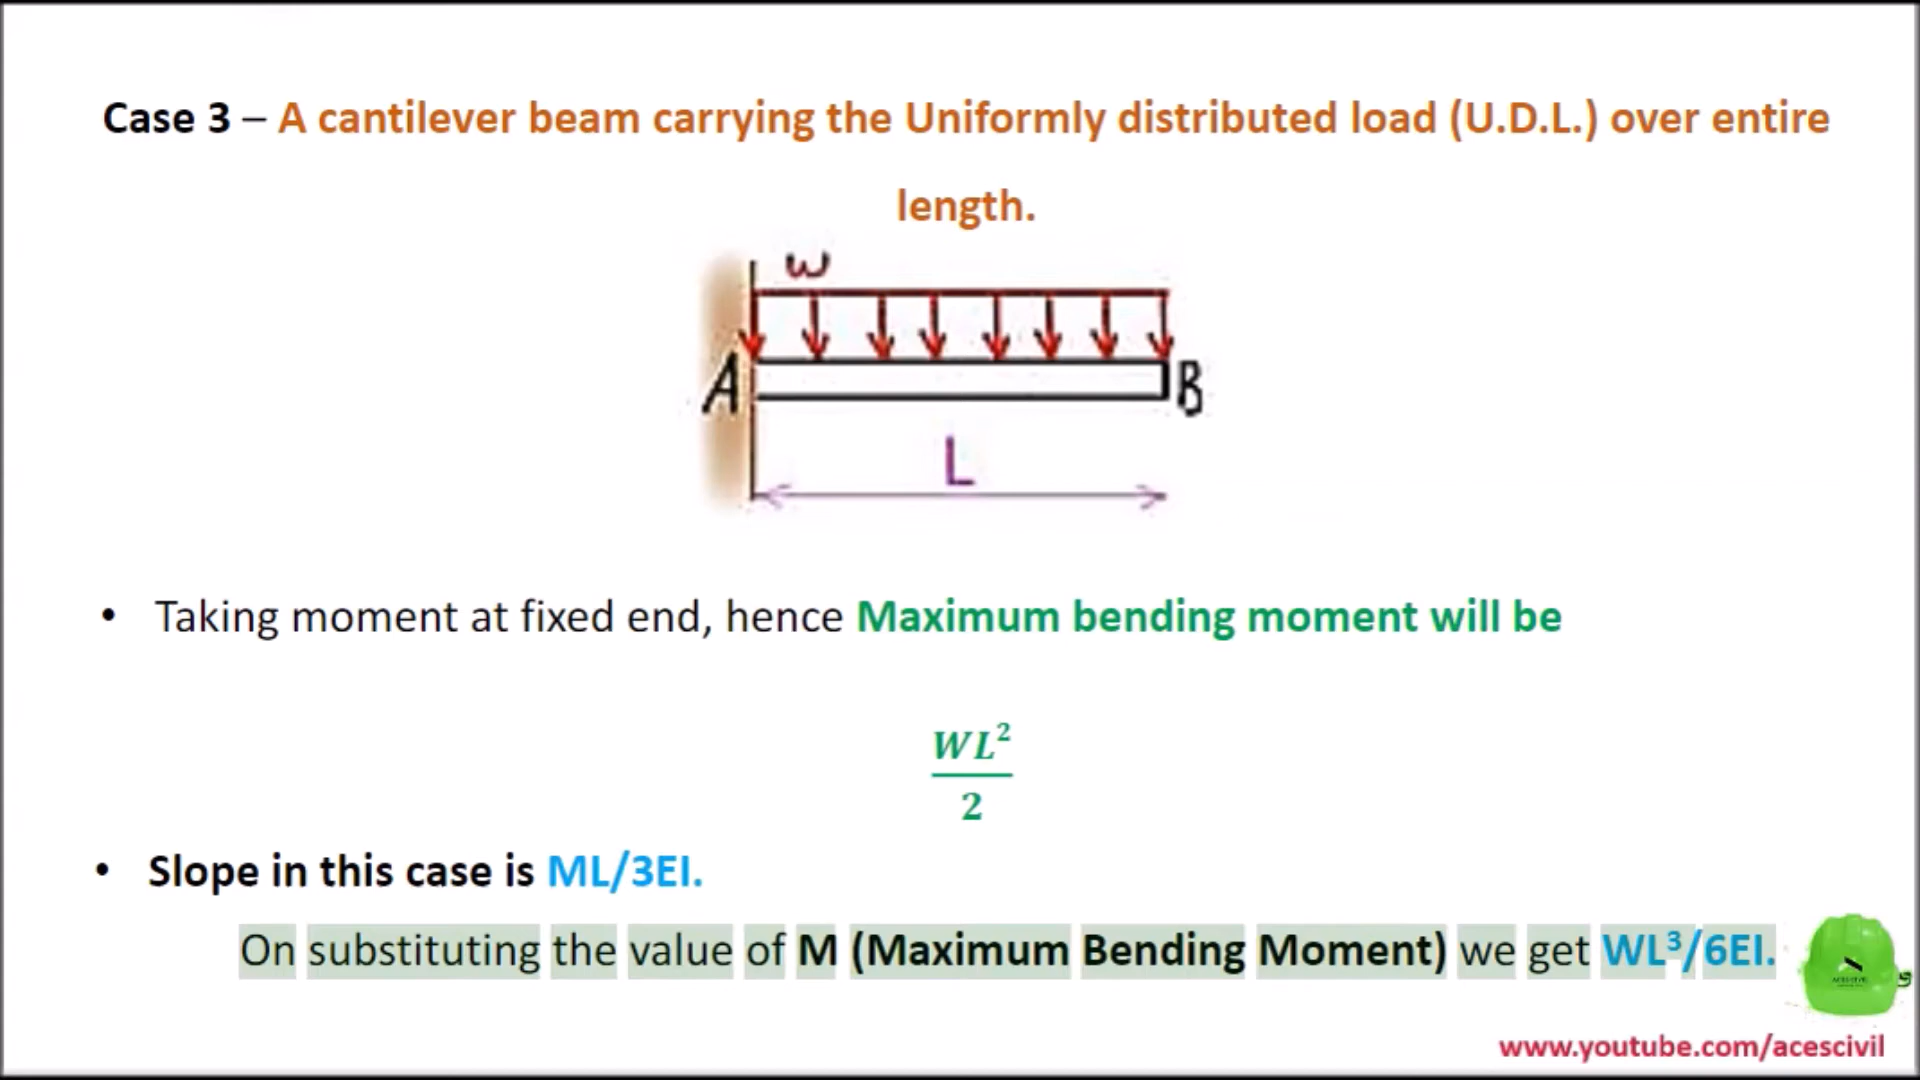 Case 3 – A cantilever beam carrying the Uniformly distributed load (U.D.L.) over entire
length.
w
A
B
L
• Taking moment at fixed end, hence Maximum bending moment will be
WL²
2
• Slope in this case is ML/3EI.
On substituting the value of M (Maximum Bending Moment) we get WL³/6EI.
www.youtube.com/acescivil